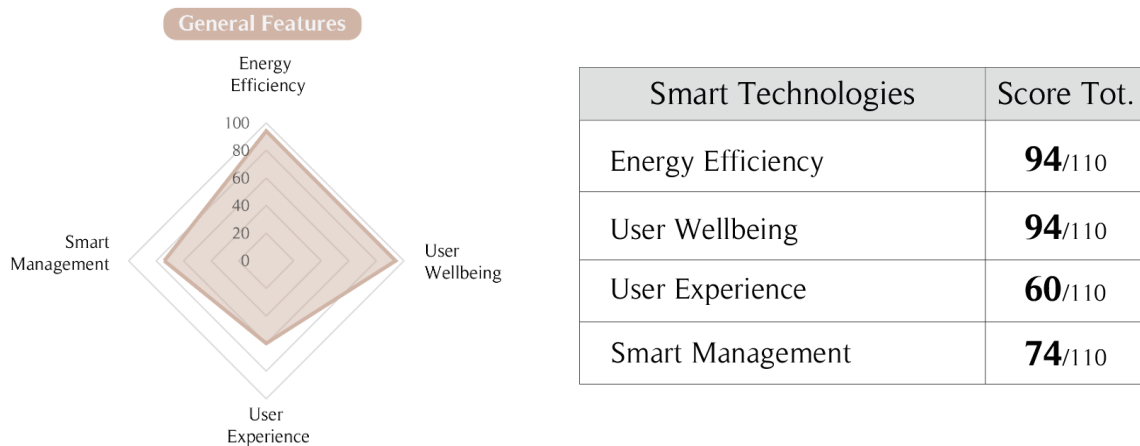 General Features
Energy
Efficiency
100
80
60
40
20
0
Smart
Management
User
Wellbeing
User
Experience
Smart Technologies Score Tot.
Energy Efficiency 94/110
User Wellbeing 94/110
User Experience 60/110
Smart Management 74/110